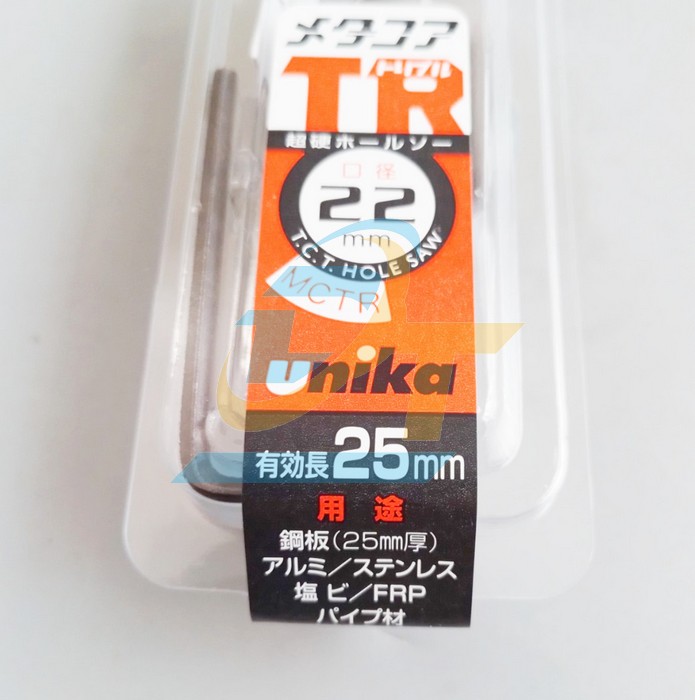 メタコア
トリプル
TR
超硬ホールソー
口径
22
mm
T.C.T. HOLE SAW
MCTR
unika
有効長25mm
用途
鋼板(25mm厚)
アルミ/ステンレス
塩ビ/FRP
パイプ材